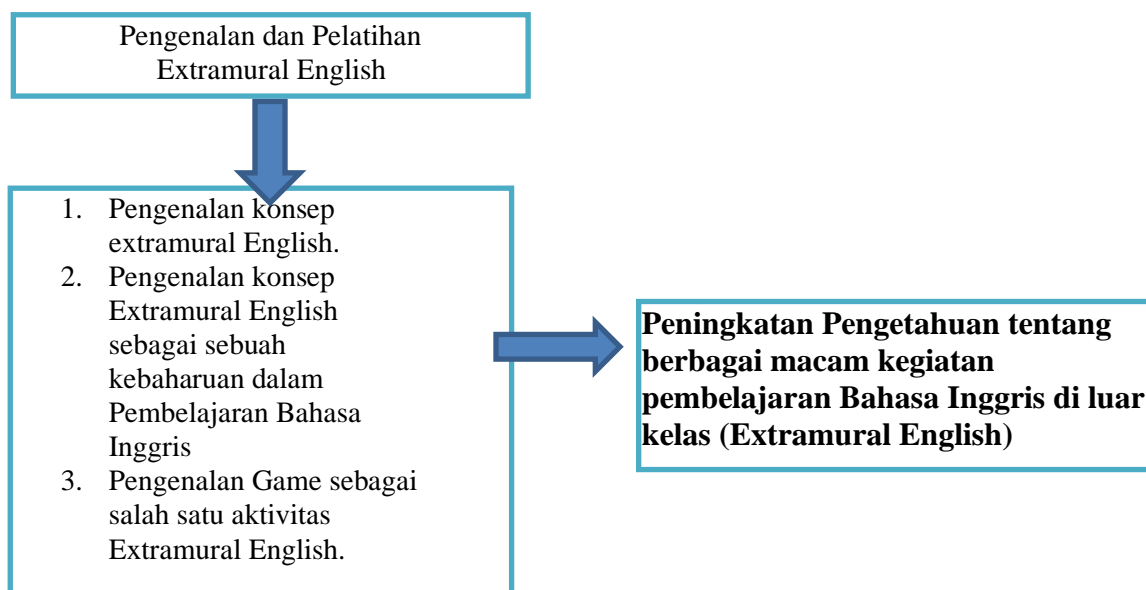 Pengenalan dan Pelatihan
Extramural English
1. Pengenalan konsep
extramural English.
2. Pengenalan konsep
Extramural English
sebagai sebuah
kebaharuan dalam
Pembelajaran Bahasa
Inggris
3. Pengenalan Game sebagai
salah satu aktivitas
Extramural English.
Peningkatan Pengetahuan tentang
berbagai macam kegiatan
pembelajaran Bahasa Inggris di luar
kelas (Extramural English)